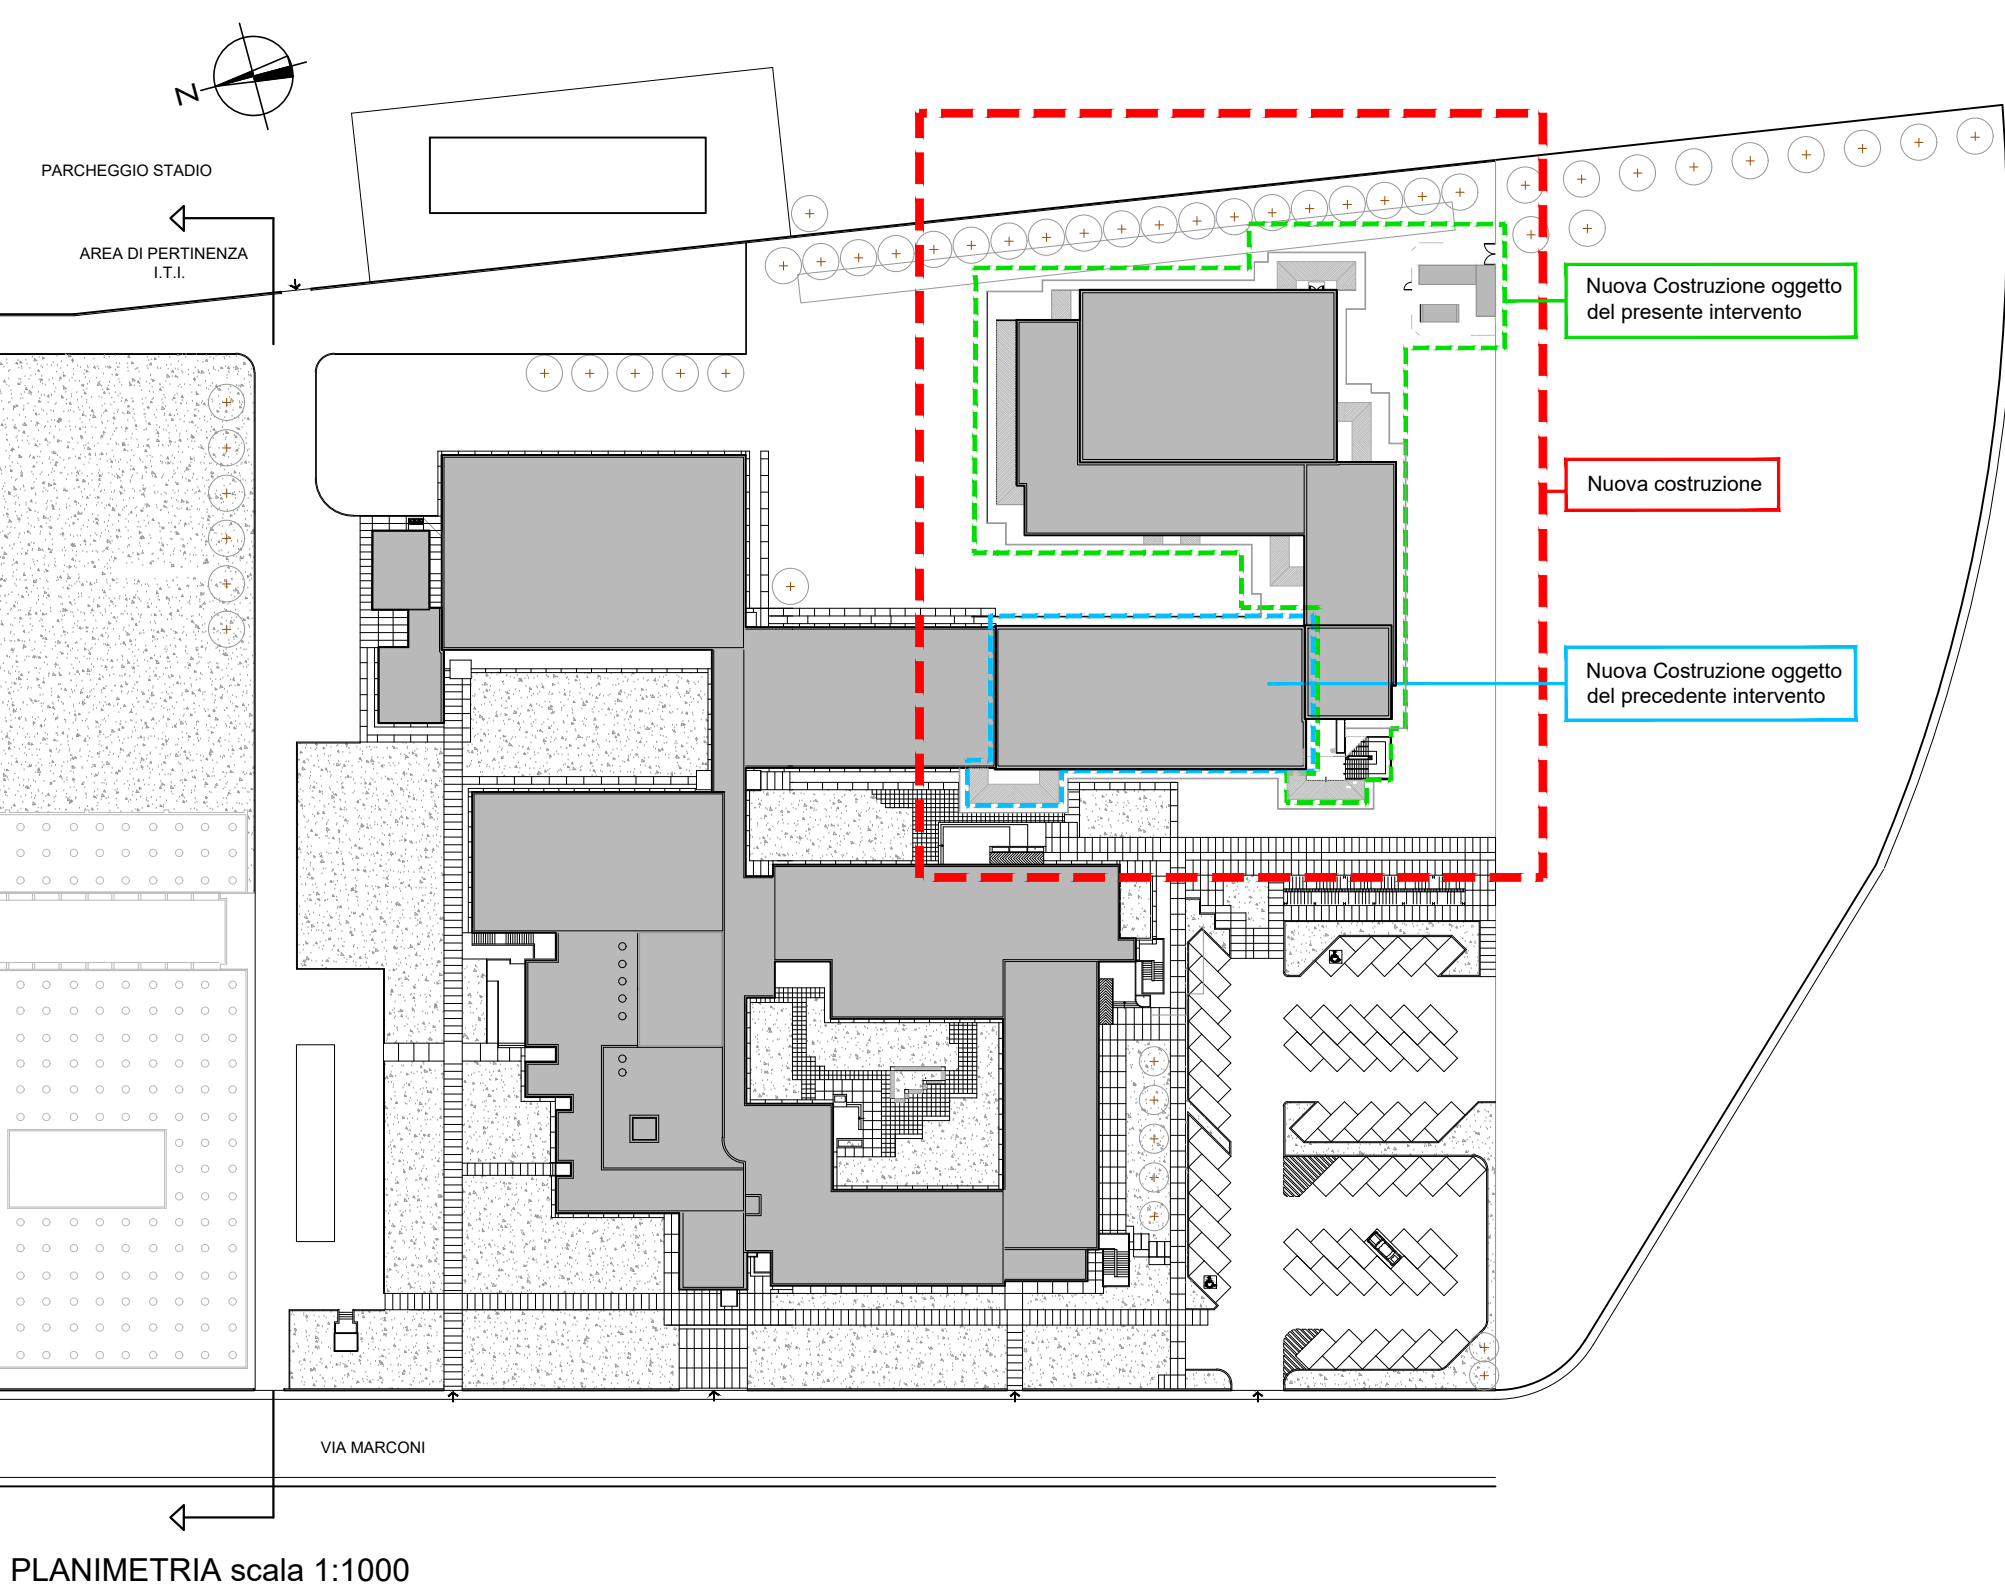 N
PARCHEGGIO STADIO
AREA DI PERTINENZA
I.T.I.
Nuova Costruzione oggetto
del presente intervento
Nuova costruzione
Nuova Costruzione oggetto
del precedente intervento
VIA MARCONI
PLANIMETRIA scala 1:1000